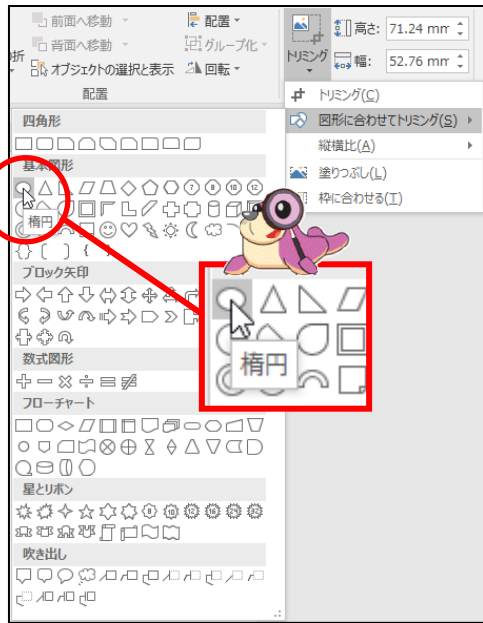 前面へ移動
配置
高さ: 71.24 mm
背面へ移動
グループ化
折
オブジェクトの選択と表示
回転
トリミング
幅: 52.76 mm
配置
トリミング(C)
図形に合わせてトリミング(S)
縦横比(A)
塗りつぶし(L)
枠に合わせる(T)
四角形
基本図形
楕円
楕円
ブロック矢印
数式図形
フローチャート
星とリボン
吹き出し